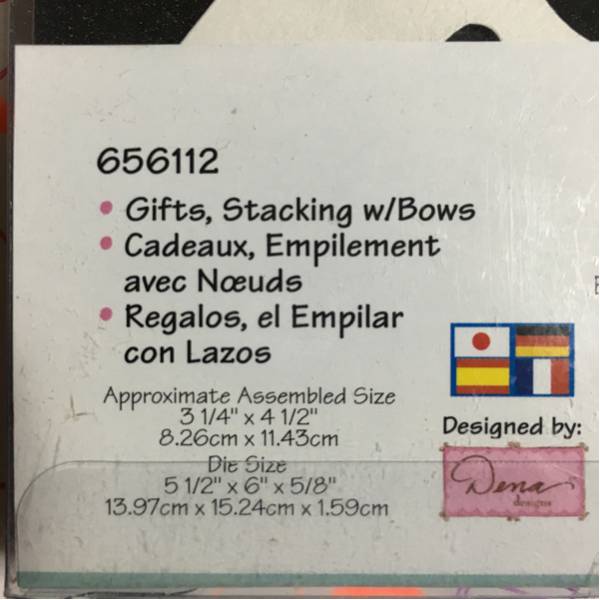 656112
• Gifts, Stacking w/Bows
• Cadeaux, Empilement
avec Nœuds
• Regalos, el Empilar
con Lazos
Approximate Assembled Size
3 1/4" x 4 1/2"
8.26cm x 11.43cm
Die Size
5 1/2" x 6" x 5/8"
13.97cm x 15.24cm x 1.59cm
Designed by:
Dena
designs